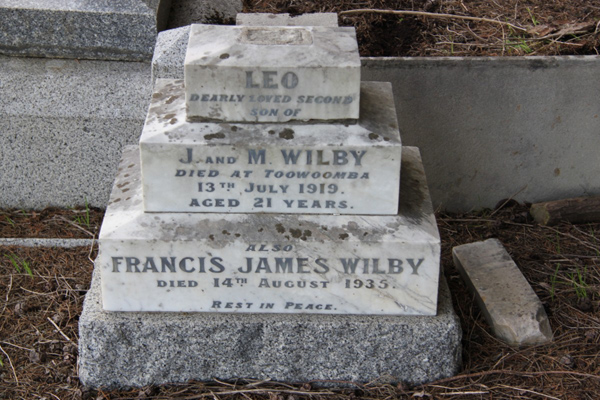 LEO
DEARLY LOVED SECOND
SON OF
J. AND M. WILBY
DIED AT TOOWOOMBA
13TH JULY 1919.
AGED 21 YEARS.
ALSO
FRANCIS JAMES WILBY
DIED 14TH AUGUST 1935.
REST IN PEACE.